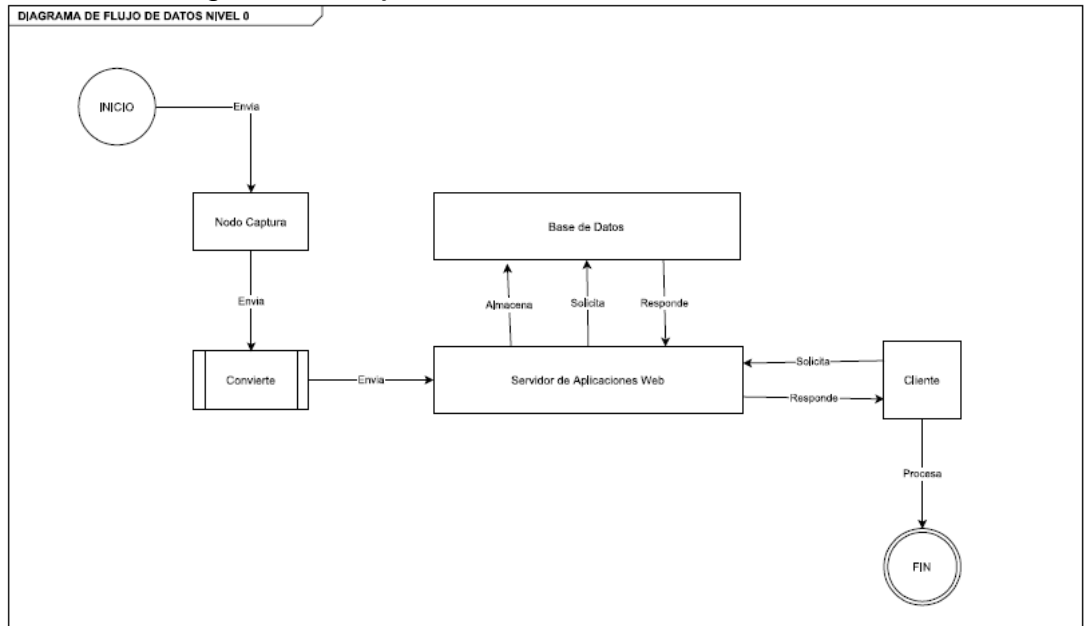 DIAGRAMA DE FLUJO DE DATOS NIVEL 0
INICIO
Envia
Nodo Captura
Envia
Convierte
Envia
Base de Datos
Almacena
Solicita
Responde
Servidor de Aplicaciones Web
Solicita
Responde
Cliente
Procesa
FIN